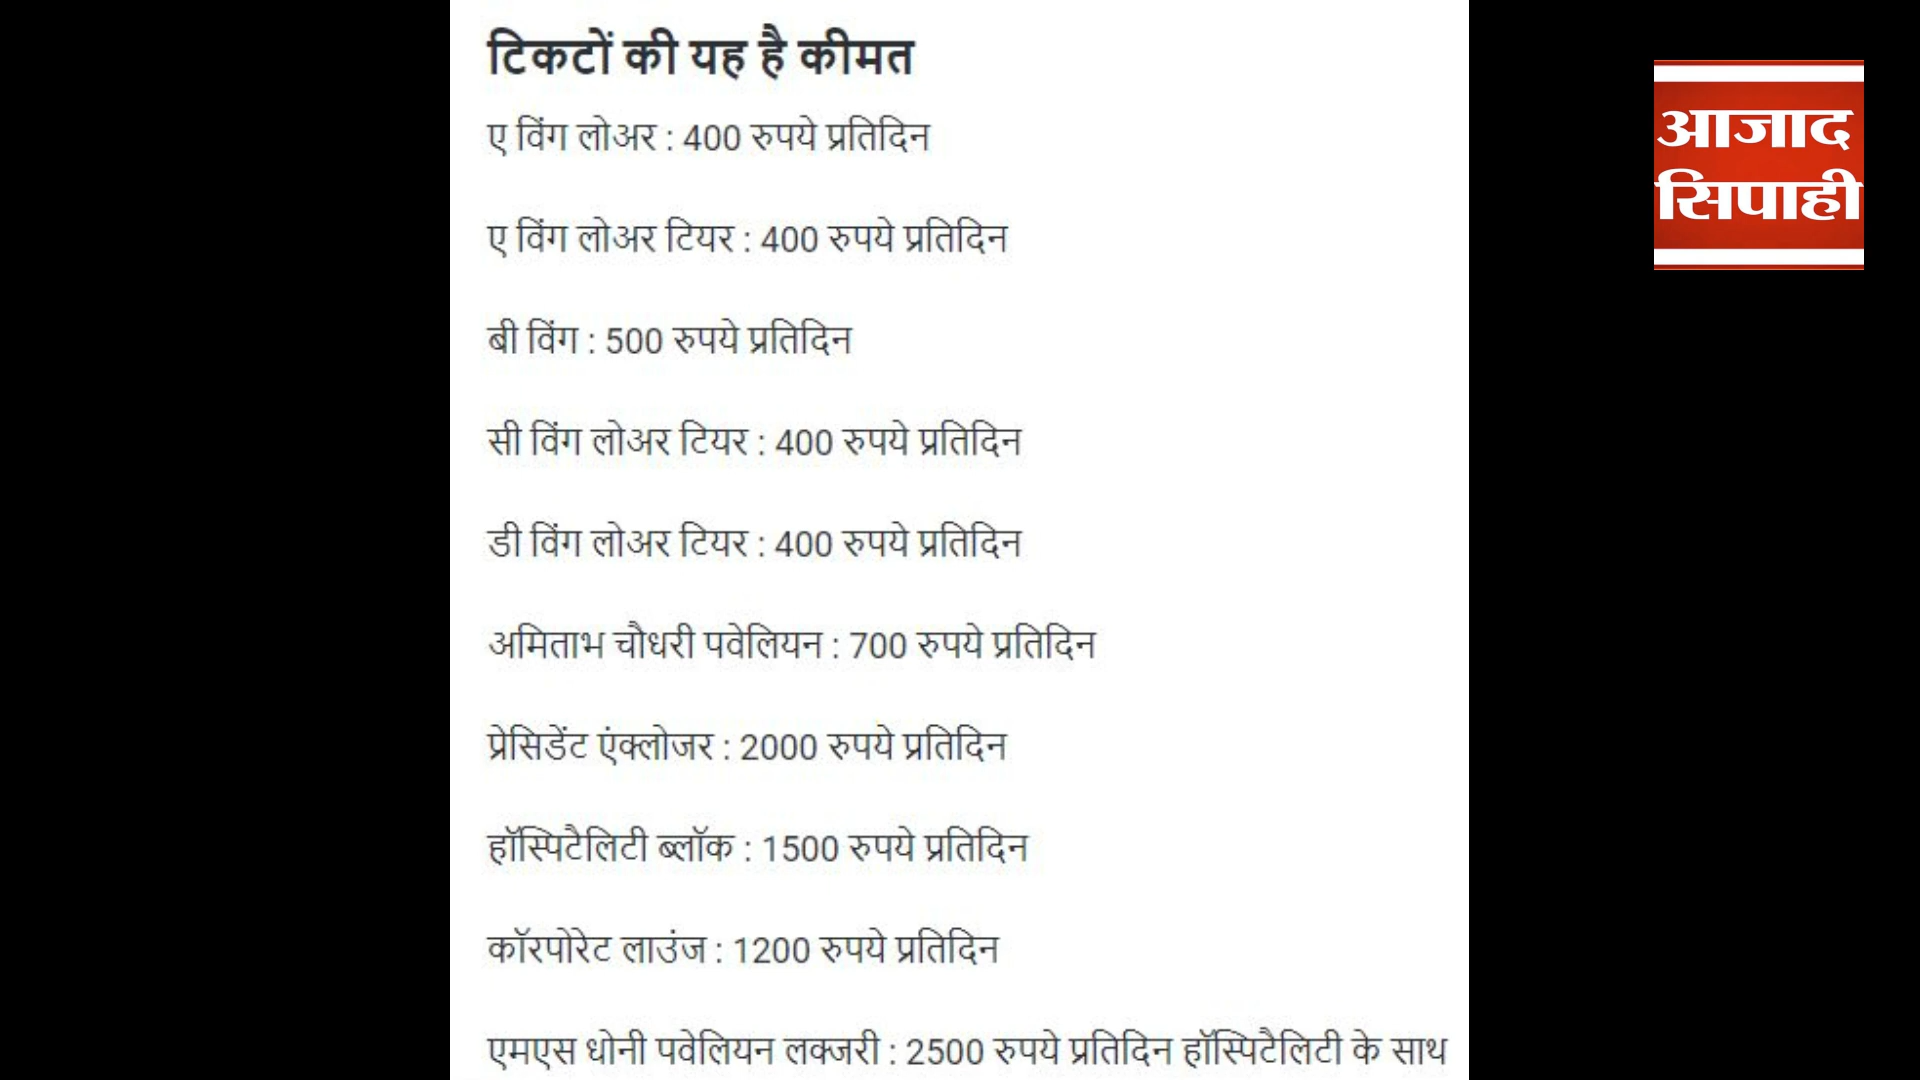 टिकटों की यह है कीमत
ए विंग लोअर : 400 रुपये प्रतिदिन
ए विंग लोअर टियर : 400 रुपये प्रतिदिन
बी विंग : 500 रुपये प्रतिदिन
सी विंग लोअर टियर : 400 रुपये प्रतिदिन
डी विंग लोअर टियर : 400 रुपये प्रतिदिन
अमिताभ चौधरी पवेलियन : 700 रुपये प्रतिदिन
प्रेसिडेंट एंक्लोजर : 2000 रुपये प्रतिदिन
हॉस्पिटैलिटी ब्लॉक : 1500 रुपये प्रतिदिन
कॉरपोरेट लाउंज : 1200 रुपये प्रतिदिन
एमएस धोनी पवेलियन लक्जरी : 2500 रुपये प्रतिदिन हॉस्पिटैलिटी के साथ
आजाद
सिपाही